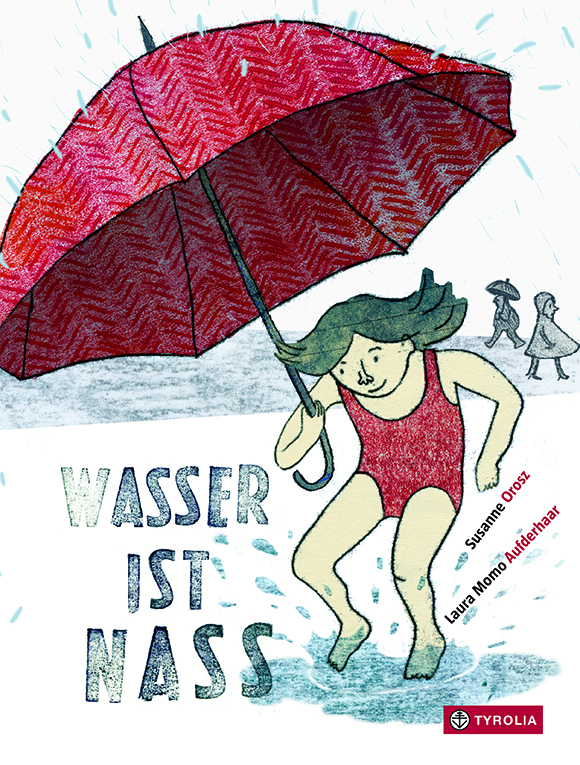 WASSER
IST
NASS
Susanne Orosz
Laura Momo Aufderhaar
TYROLIA